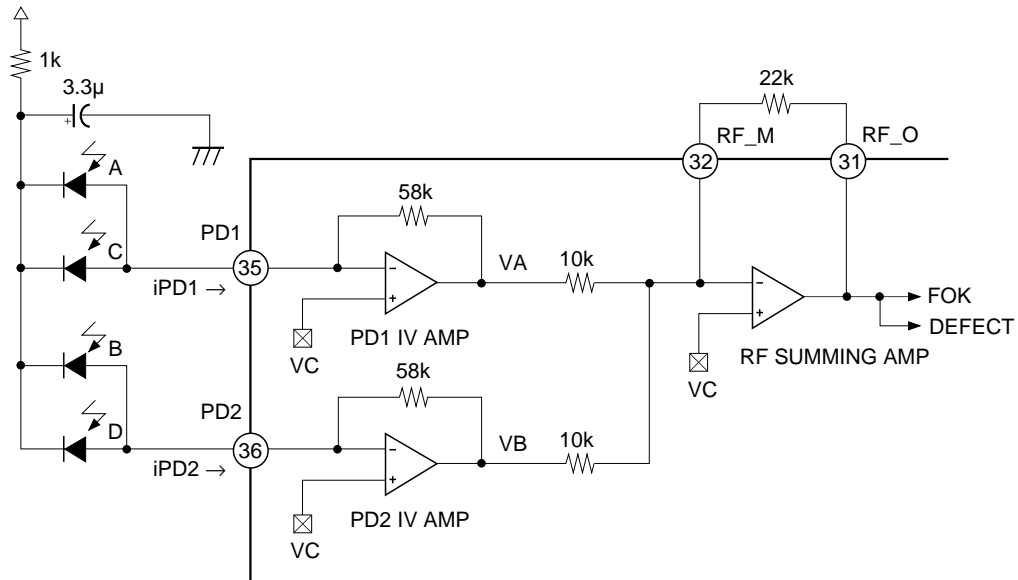 1k
3.3µ
+
22k
RF_M
RF_O
32
31
A
58k
PD1
C
VA
10k
35
iPD1 →
−
+
−
+
FOK
DEFECT
VC
PD1 IV AMP
RF SUMMING AMP
VC
B
58k
PD2
D
VB
10k
36
iPD2 →
−
+
PD2 IV AMP
VC